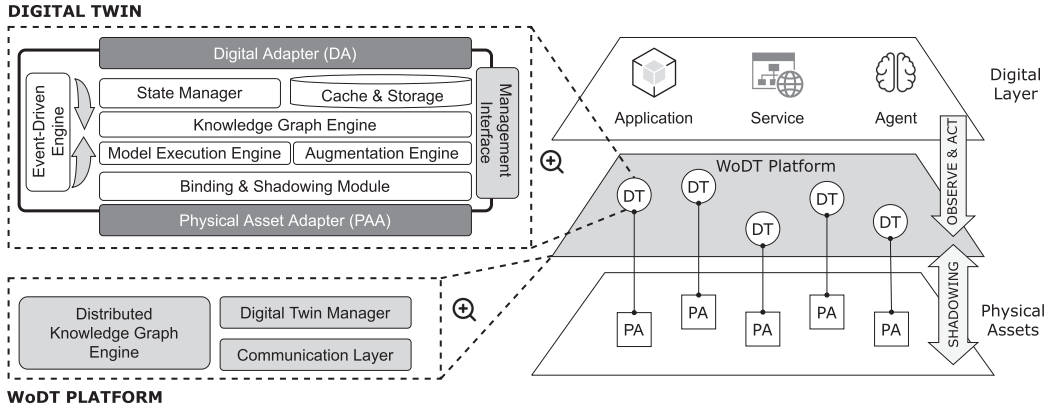 DIGITAL TWIN
Digital Adapter (DA)
Event-Driven
Engine
State Manager
Cache & Storage
Knowledge Graph Engine
Model Execution Engine
Augmentation Engine
Binding & Shadowing Module
Physical Asset Adapter (PAA)
Management
Interface
Distributed
Knowledge Graph
Engine
Digital Twin Manager
Communication Layer
WoDT PLATFORM
Application
Service
Agent
Digital
Layer
OBSERVE & ACT
WoDT Platform
DT
DT
DT
DT
DT
SHADOWING
PA
PA
PA
PA
PA
Physical
Assets